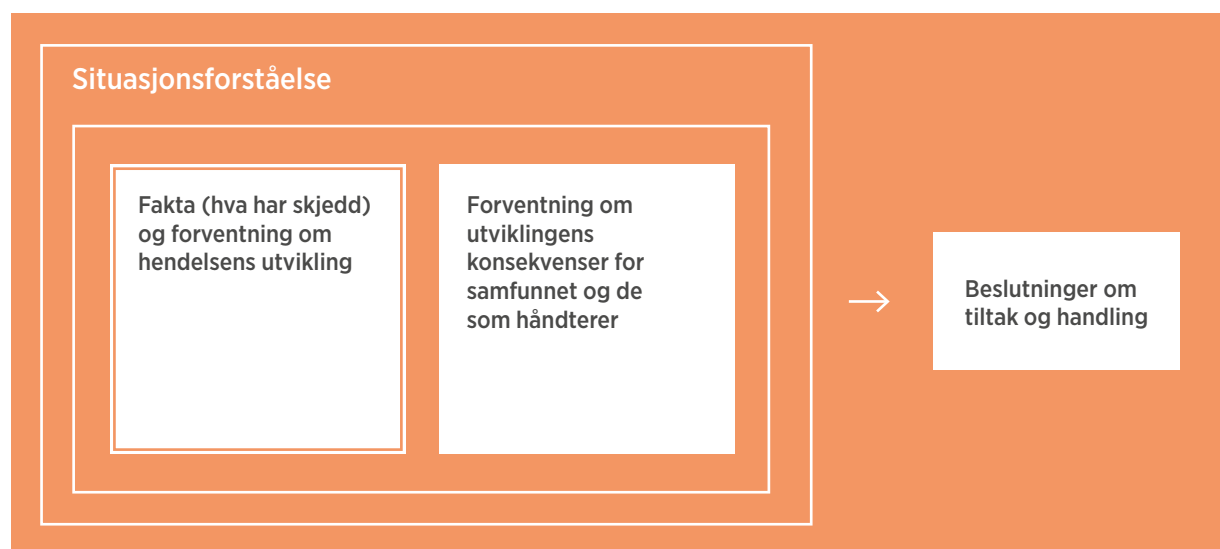 Situasjonsforståelse
Fakta (hva har skjedd)
og forventning om
hendelsens utvikling
Forventning om
utviklingens
konsekvenser for
samfunnet og de
som håndterer
Beslutninger om
tiltak og handling